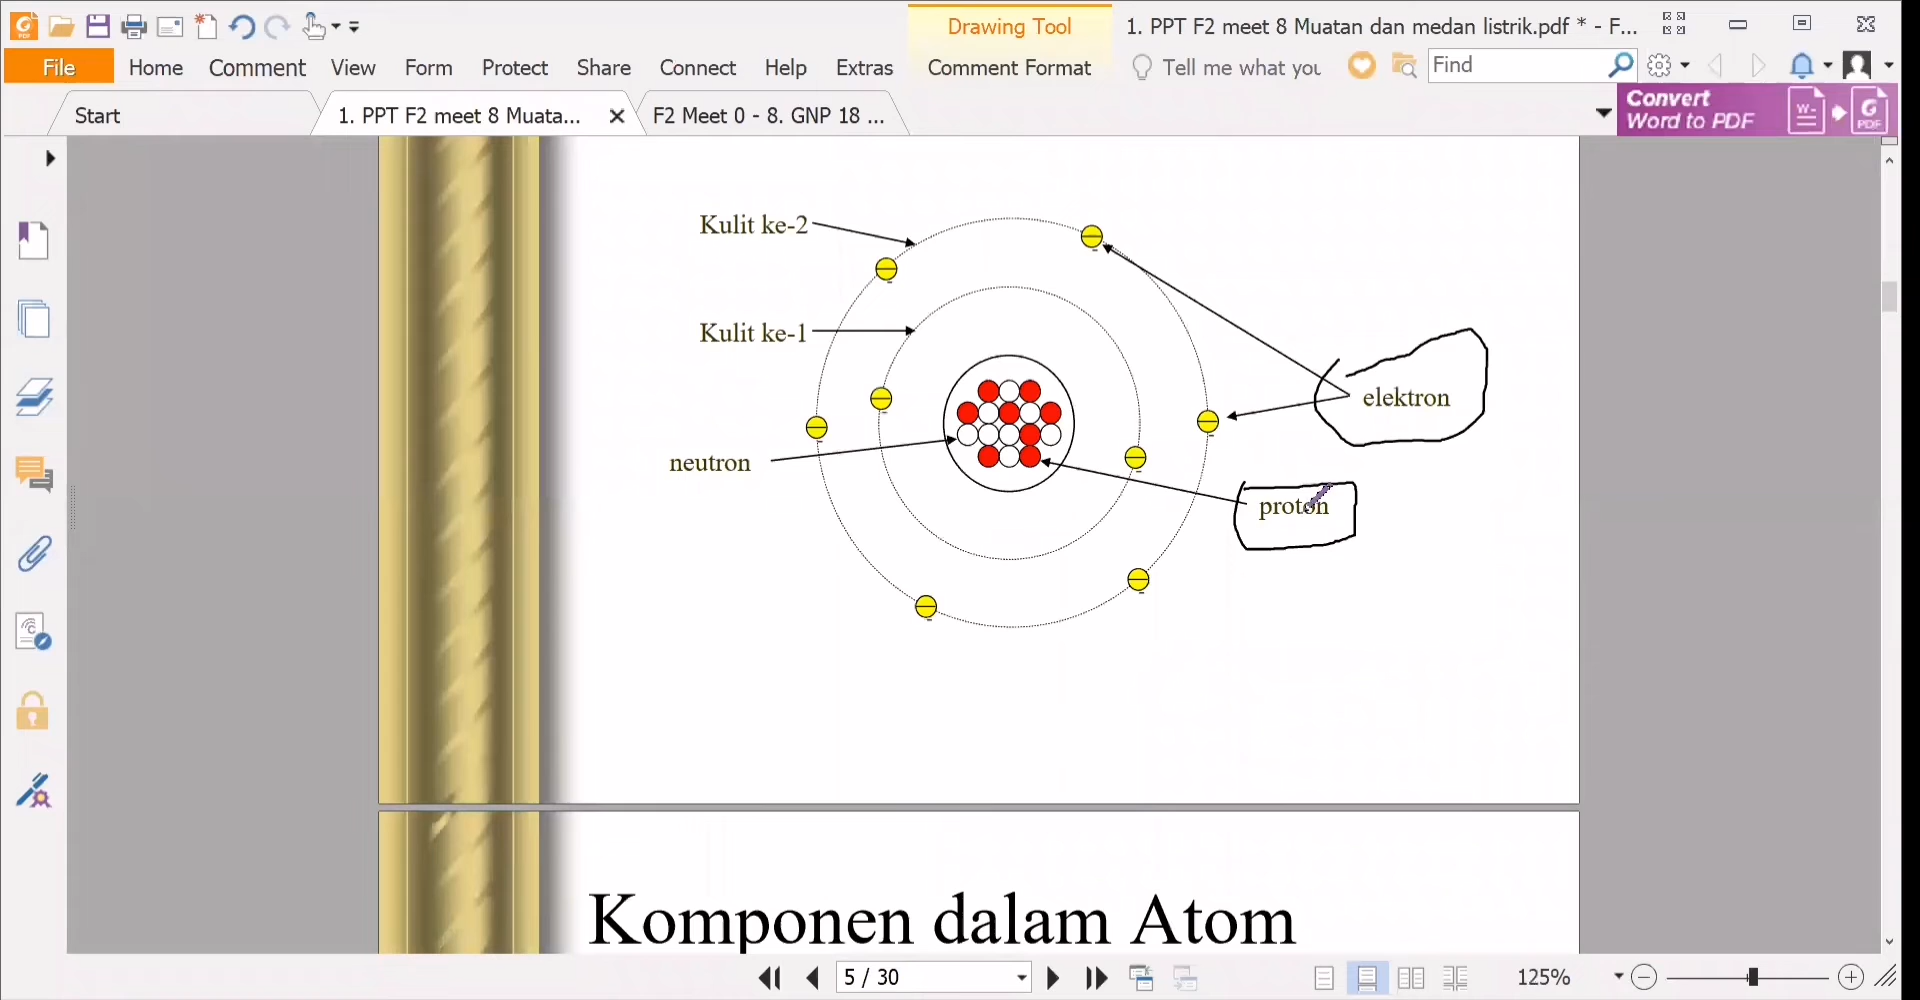 Drawing Tool
1. PPT F2 meet 8 Muatan dan medan listrik.pdf * - F...
File
Home
Comment
View
Form
Protect
Share
Connect
Help
Extras
Comment Format
Tell me what you
Find
Start
1. PPT F2 meet 8 Muata...
F2 Meet 0 - 8. GNP 18 ...
Convert
Word to PDF
Kulit ke-2
Kulit ke-1
elektron
neutron
proton
Komponen dalam Atom
5 / 30
125%